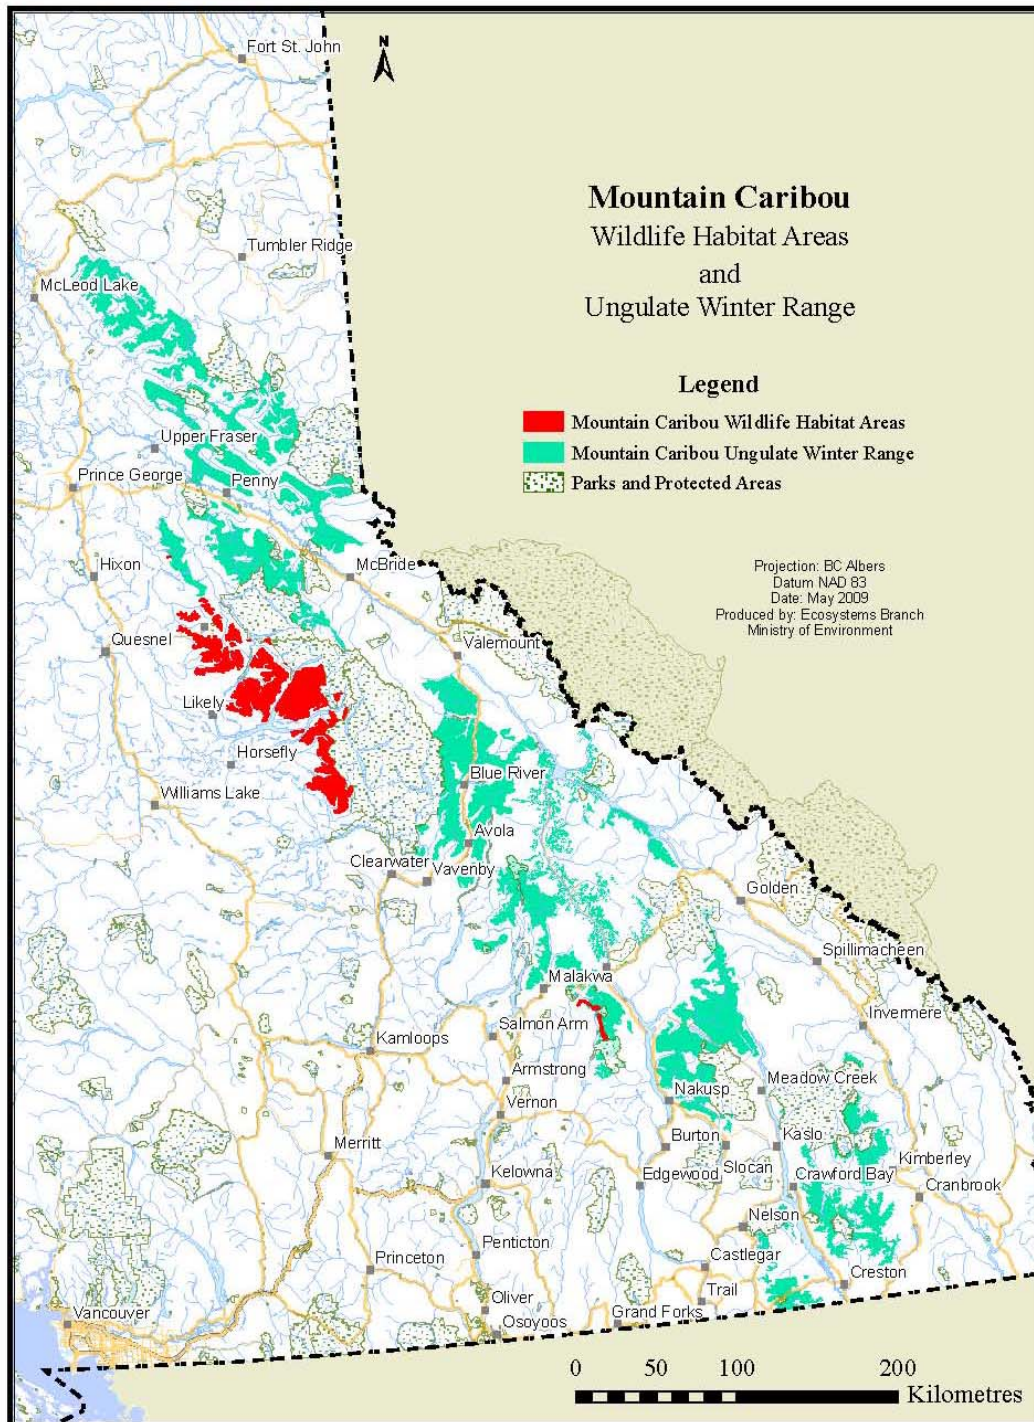 Fort St. John
N
Mountain Caribou
Wildlife Habitat Areas
and
Ungulate Winter Range
Tumbler Ridge
McLeod Lake
Legend
Mountain Caribou Wildlife Habitat Areas
Mountain Caribou Ungulate Winter Range
Parks and Protected Areas
Upper Fraser
Prince George
Penny
Hixon
McBride
Projection: BC Albers
Datum NAD 83
Date: May 2009
Produced by: Ecosystems Branch
Ministry of Environment
Quesnel
Valemount
Likely
Horsefly
Blue River
Williams Lake
Avola
Clearwater
Vavenby
Golden
Spillimacheen
Malakwa
Invermere
Salmon Arm
Kamloops
Armstrong
Meadow Creek
Nakusp
Vernon
Merritt
Burton
Kaslo
Slocan
Kimberley
Kelowna
Edgewood
Crawford Bay
Cranbrook
Nelson
Penticton
Castlegar
Princeton
Creston
Trail
Oliver
Vancouver
Grand Forks
Osoyoos
0 50 100 200
Kilometres